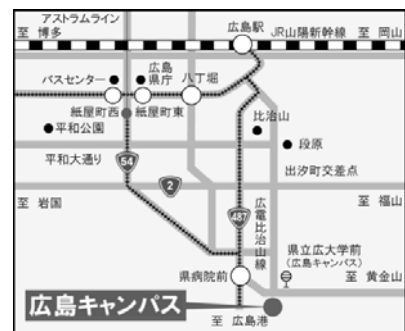 アストラムライン
広島駅
至 博多
JR山陽新幹線
至 岡山
バスセンター
広島
県庁
八丁堀
紙屋町西
紙屋町東
比治山
平和公園
段原
平和大通り
54
出汐町交差点
2
至 岩国
487
広電比治山線
至 福山
県立広大学前
(広島キャンパス)
県病院前
至 黄金山
広島キャンパス
至 広島港